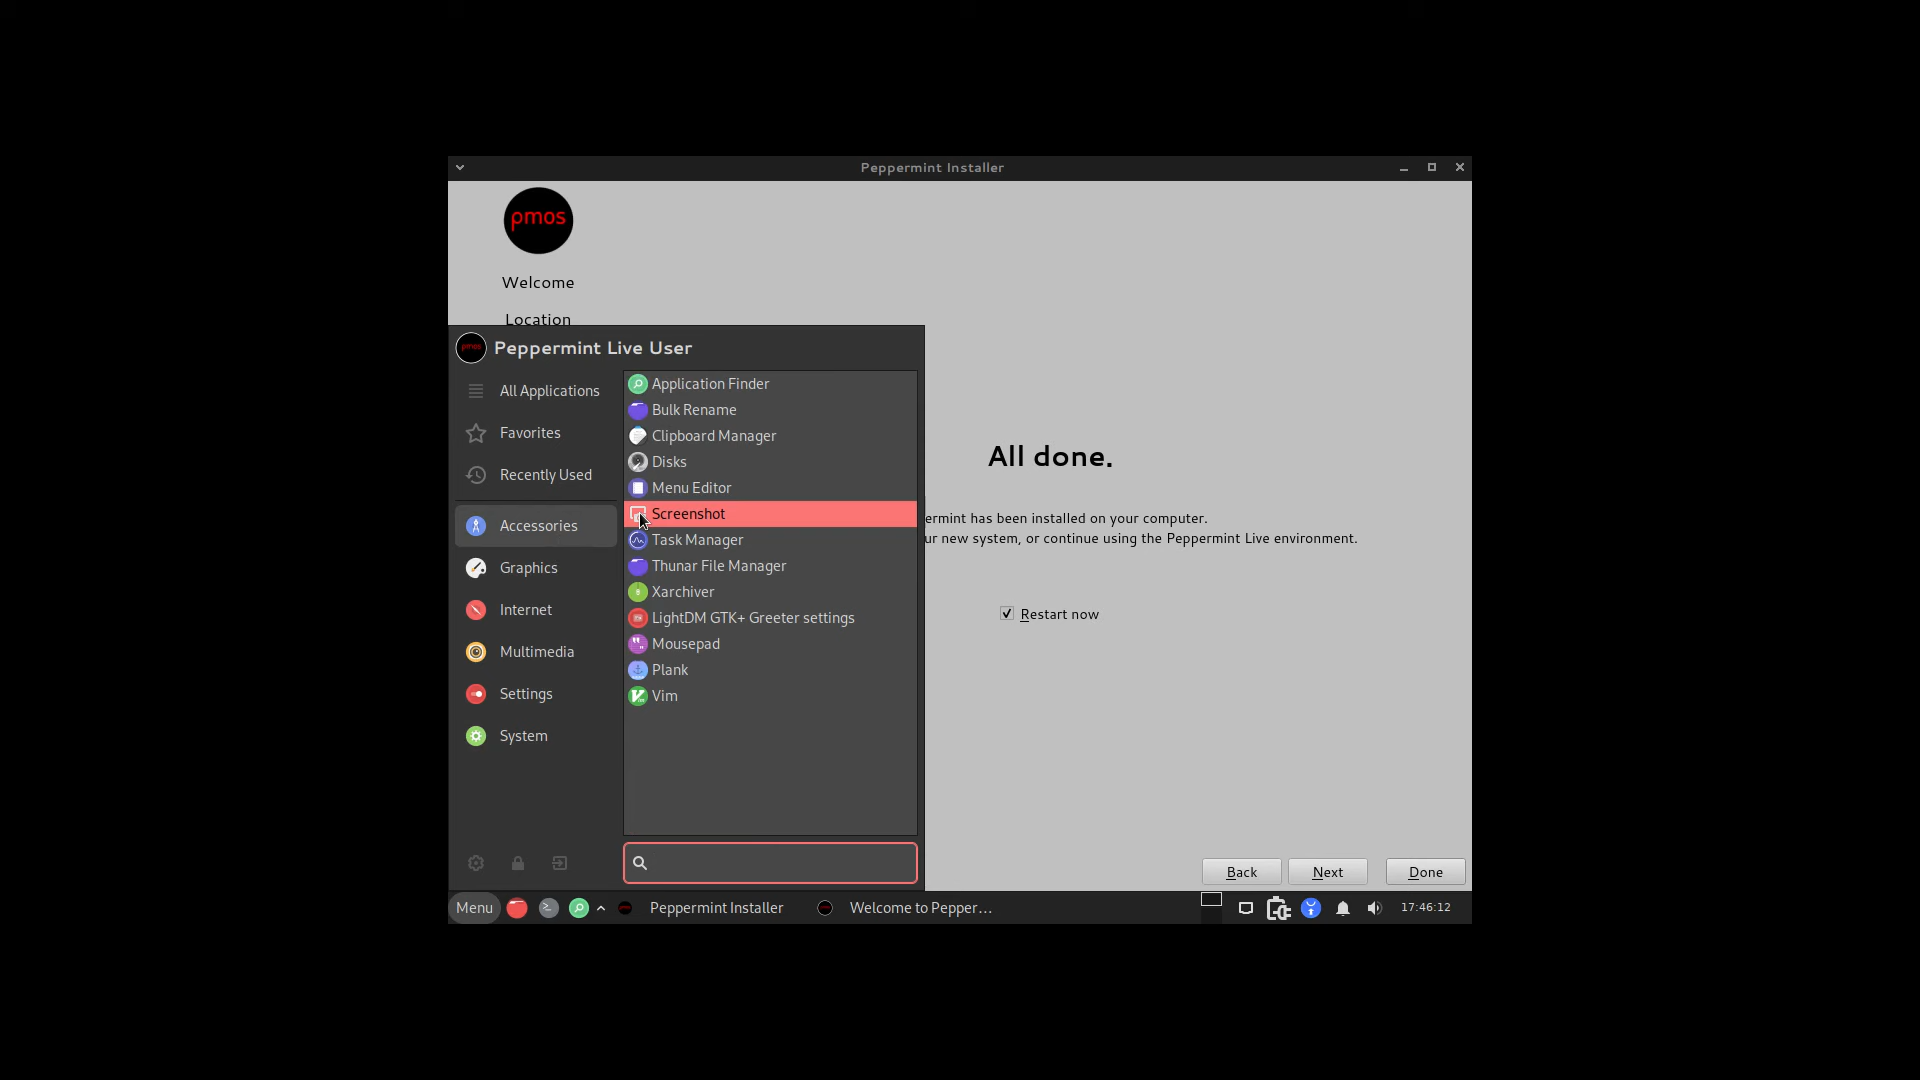 Peppermint Installer
pmos
Welcome
Location
pmos
Peppermint Live User
All Applications
Favorites
Recently Used
Accessories
Graphics
Internet
Multimedia
Settings
System
Application Finder
Bulk Rename
Clipboard Manager
Disks
Menu Editor
Screenshot
Task Manager
Thunar File Manager
Xarchiver
LightDM GTK+ Greeter settings
Mousepad
Plank
Vim
All done.
ermint has been installed on your computer.
ur new system, or continue using the Peppermint Live environment.
Restart now
Back
Next
Done
Menu
Peppermint Installer
Welcome to Pepper…
17:46:12